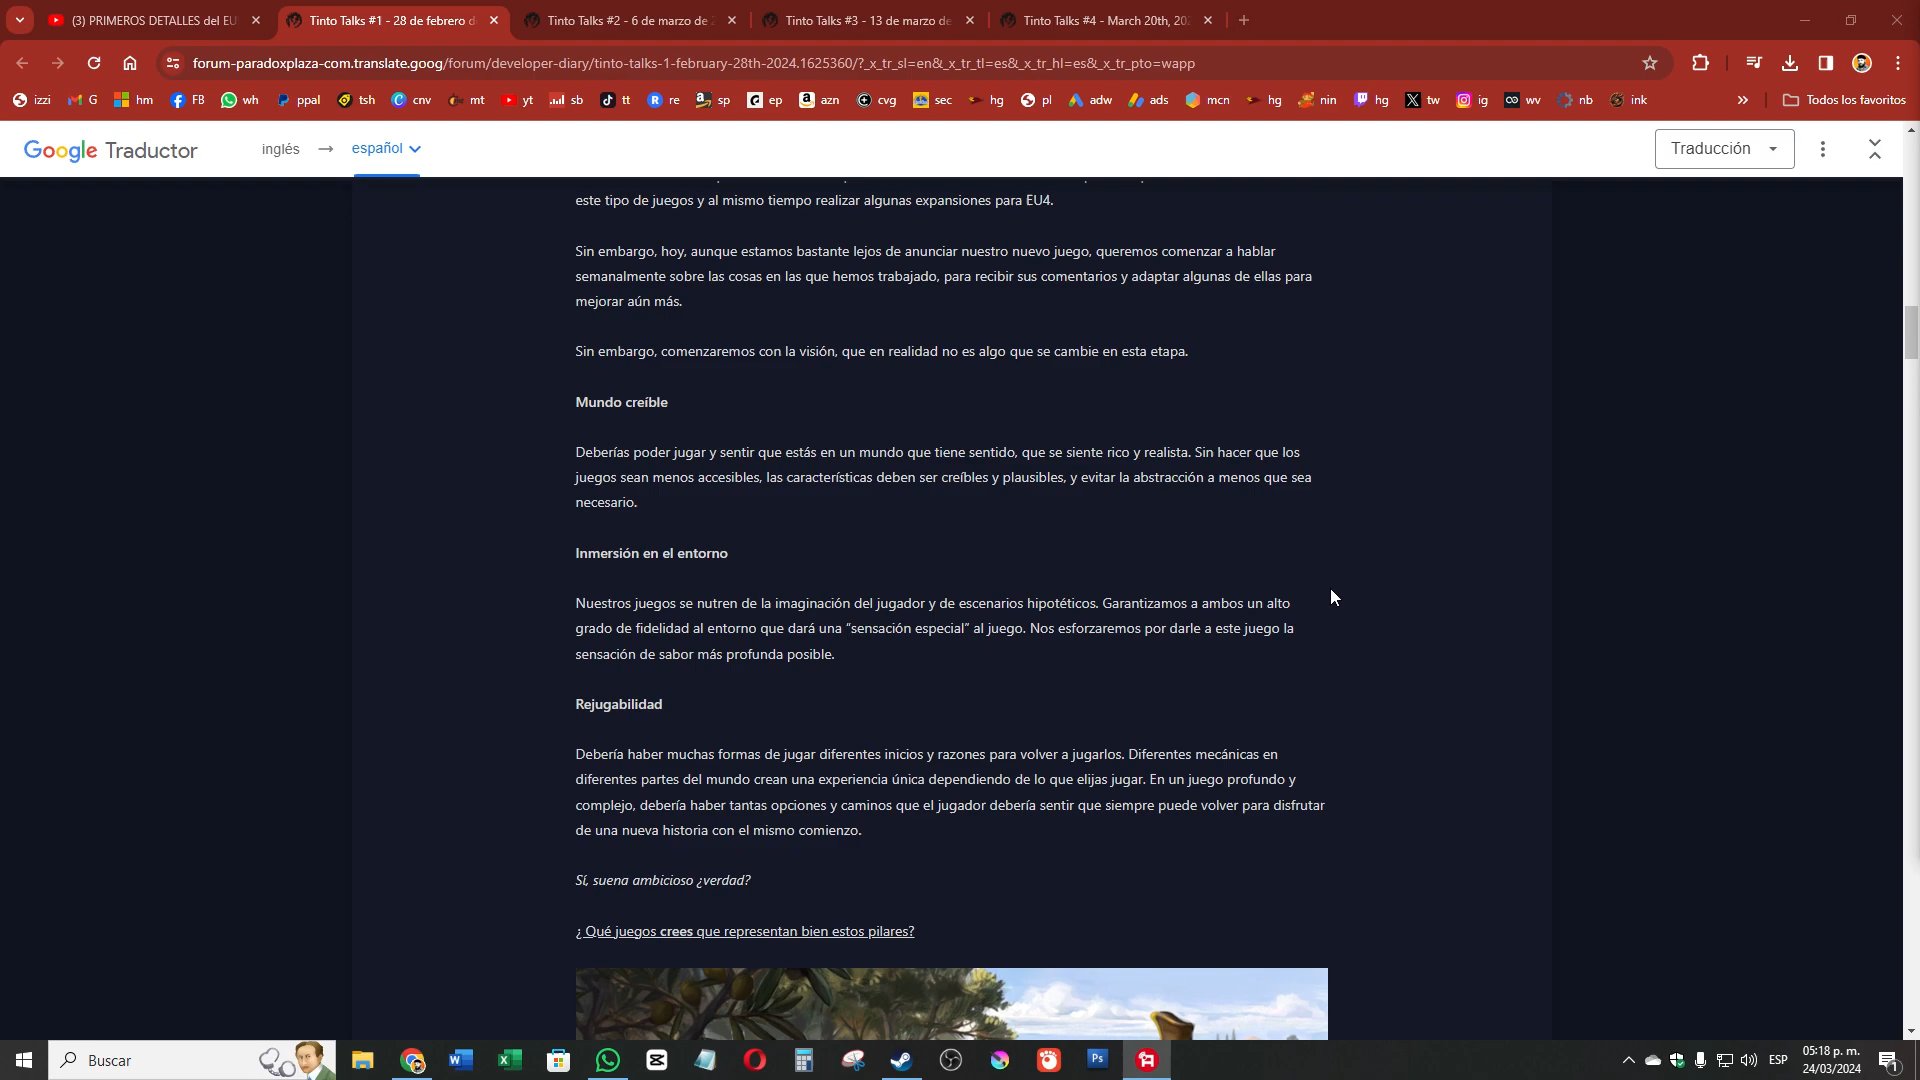 (3) PRIMEROS DETALLES del EU
Tinto Talks #1 - 28 de febrero d
Tinto Talks #2 - 6 de marzo de 2
Tinto Talks #3 - 13 de marzo de
Tinto Talks #4 - March 20th, 202
forum-paradoxplaza-com.translate.goog/forum/developer-diary/tinto-talks-1-february-28th-2024.1625360/?_x_tr_sl=en&_x_tr_tl=es&_x_tr_hl=es&_x_tr_pto=wapp
izzi G hm FB wh ppal tsh cnv mt yt sb tt re sp ep azn cvg sec hg pl adw ads mcn hg nin hg tw ig wv nb ink » Todos los favoritos
Google Traductor inglés → español Traducción
este tipo de juegos y al mismo tiempo realizar algunas expansiones para EU4.
Sin embargo, hoy, aunque estamos bastante lejos de anunciar nuestro nuevo juego, queremos comenzar a hablar
semanalmente sobre las cosas en las que hemos trabajado, para recibir sus comentarios y adaptar algunas de ellas para
mejorar aún más.
Sin embargo, comenzaremos con la visión, que en realidad no es algo que se cambie en esta etapa.
Mundo creíble
Deberías poder jugar y sentir que estás en un mundo que tiene sentido, que se siente rico y realista. Sin hacer que los
juegos sean menos accesibles, las características deben ser creíbles y plausibles, y evitar la abstracción a menos que sea
necesario.
Inmersión en el entorno
Nuestros juegos se nutren de la imaginación del jugador y de escenarios hipotéticos. Garantizamos a ambos un alto
grado de fidelidad al entorno que dará una “sensación especial” al juego. Nos esforzaremos por darle a este juego la
sensación de sabor más profunda posible.
Rejugabilidad
Debería haber muchas formas de jugar diferentes inicios y razones para volver a jugarlos. Diferentes mecánicas en
diferentes partes del mundo crean una experiencia única dependiendo de lo que elijas jugar. En un juego profundo y
complejo, debería haber tantas opciones y caminos que el jugador debería sentir que siempre puede volver para disfrutar
de una nueva historia con el mismo comienzo.
Sí, suena ambicioso ¿verdad?
¿ Qué juegos crees que representan bien estos pilares?
Buscar
Ps
ESP
05:18 p. m.
24/03/2024
1